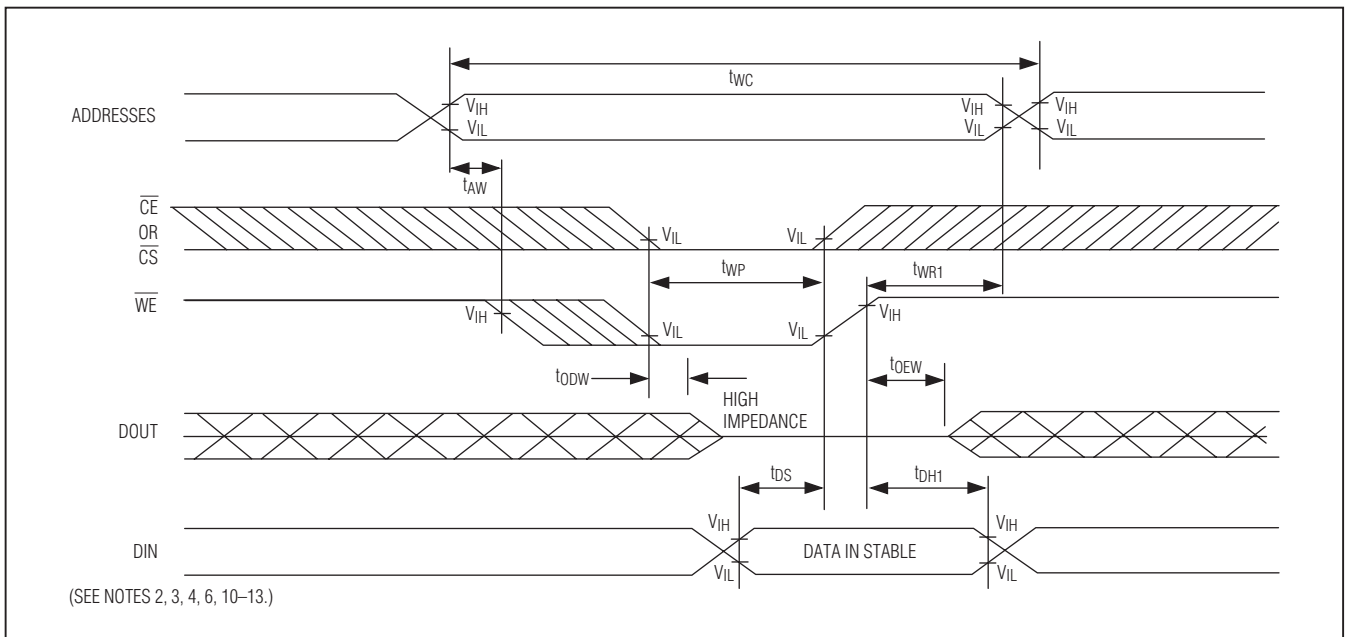 tWC
ADDRESSES
VIH
VIL
VIH
VIL
VIH
VIL
tAW
CE
OR
CS
VIL
VIL
tWP
tWR1
WE
VIH
VIL
VIL
VIH
tODW
tOEW
HIGH
IMPEDANCE
DOUT
tDS
tDH1
VIH
VIH
DIN
DATA IN STABLE
VIL
VIL
(SEE NOTES 2, 3, 4, 6, 10–13.)